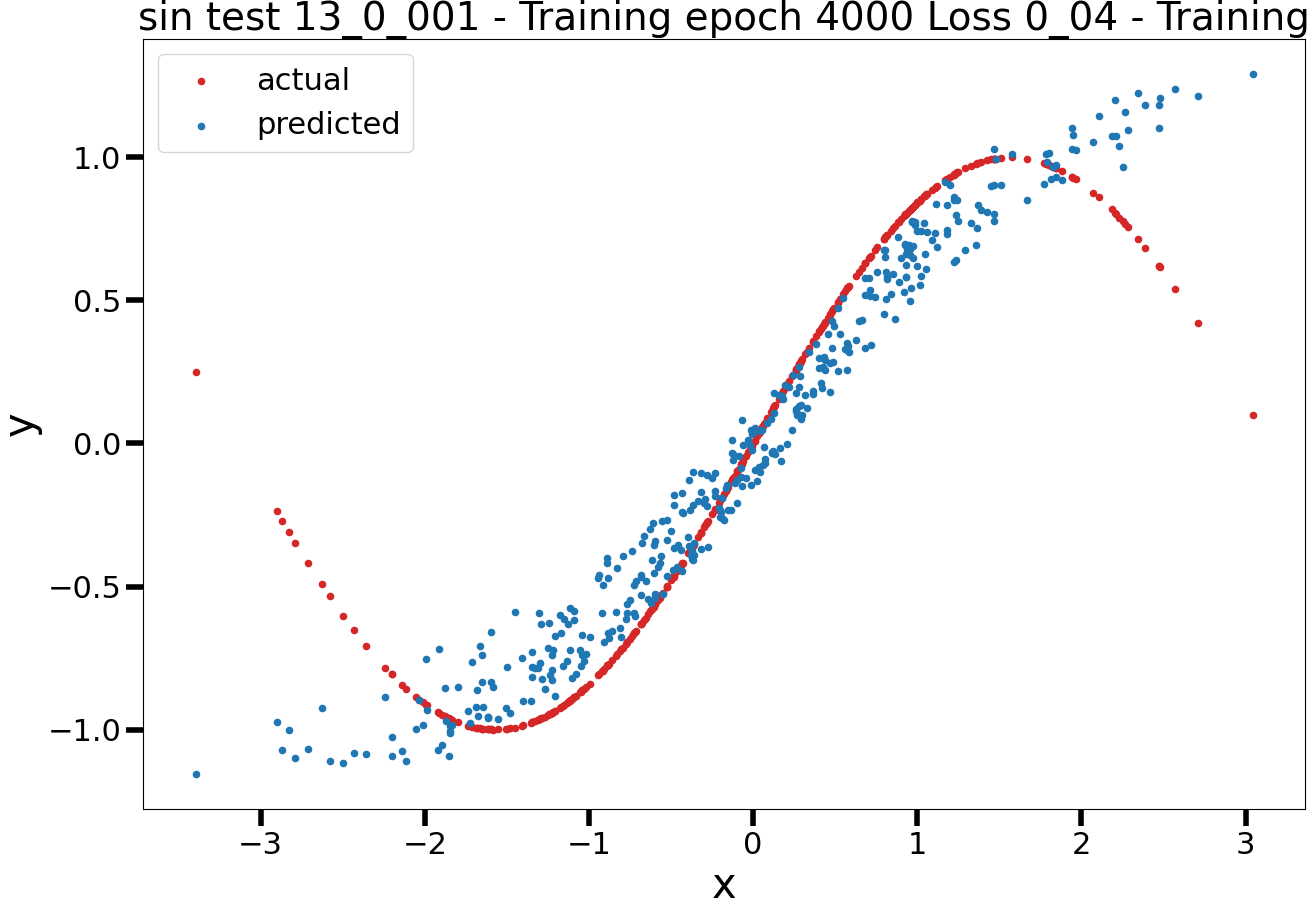 sin test 13_0_001 - Training epoch 4000 Loss 0_04 - Training
actual
predicted
1.0
0.5
0.0
−0.5
−1.0
y
−3 −2 −1 0 1 2 3
x